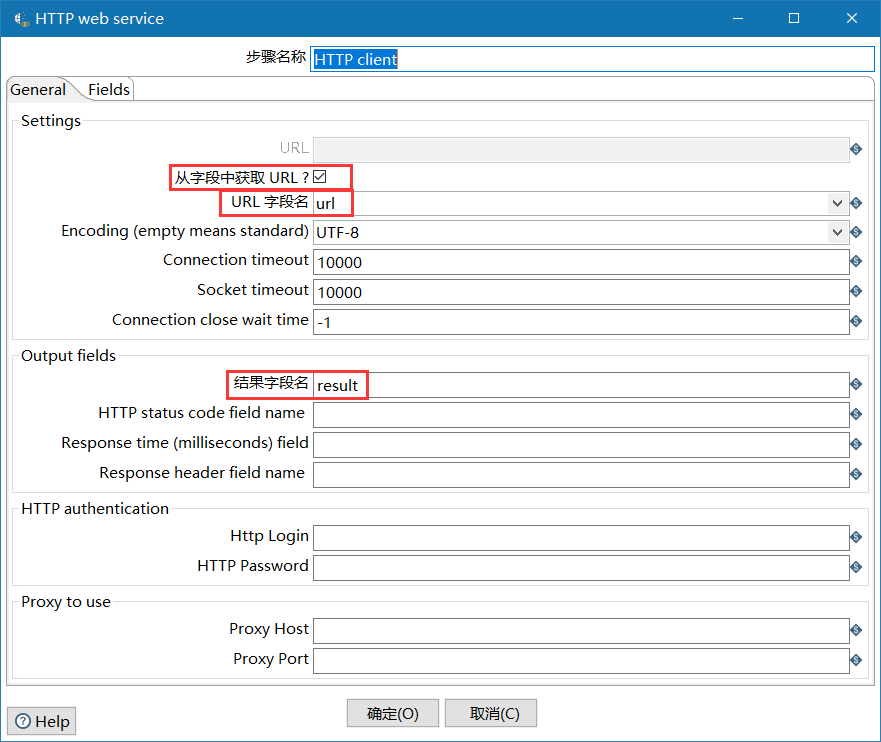 HTTP web service
步骤名称 HTTP client
General Fields
Settings
URL
从字段中获取 URL ?
URL 字段名 url
Encoding (empty means standard) UTF-8
Connection timeout 10000
Socket timeout 10000
Connection close wait time -1
Output fields
结果字段名 result
HTTP status code field name
Response time (milliseconds) field
Response header field name
HTTP authentication
Http Login
HTTP Password
Proxy to use
Proxy Host
Proxy Port
Help 确定(O) 取消(C)